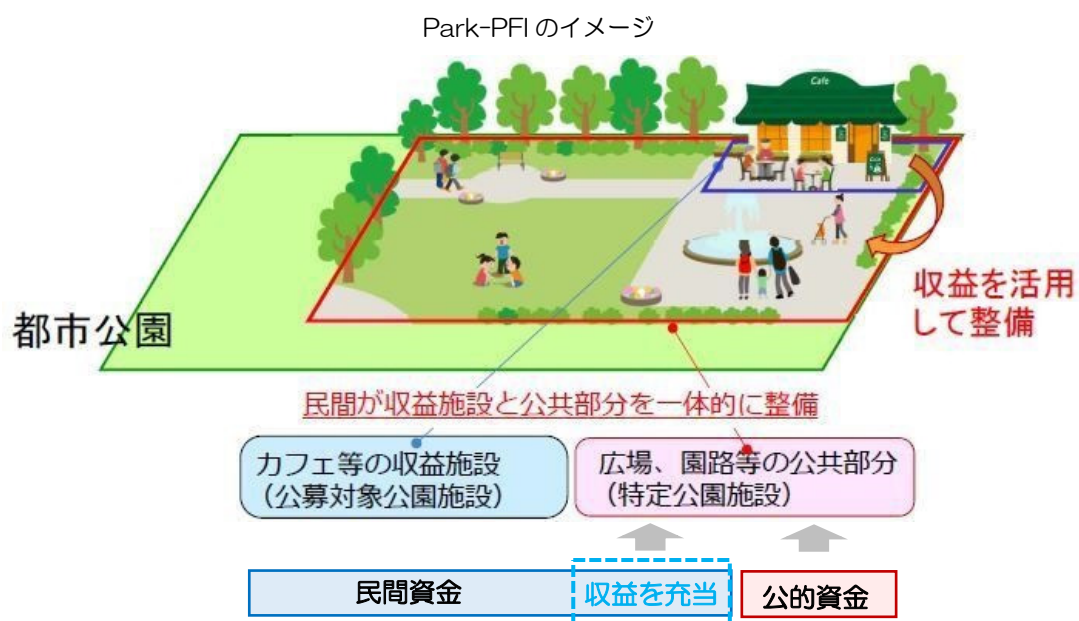 Park-PFI のイメージ
Cafe
都市公園
収益を活用
して整備
民間が収益施設と公共部分を一体的に整備
カフェ等の収益施設
（公募対象公園施設）
広場、園路等の公共部分
（特定公園施設）
民間資金
収益を充当
公的資金